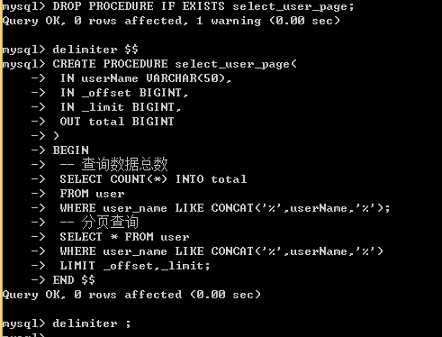 mysql> DROP PROCEDURE IF EXISTS select_user_page;
Query OK, 0 rows affected, 1 warning (0.00 sec)
mysql> delimiter $$
mysql> CREATE PROCEDURE select_user_page(
-> IN userName VARCHAR(50),
-> IN _offset BIGINT,
-> IN _limit BIGINT,
-> OUT total BIGINT
-> )
-> BEGIN
-> -- 查询数据总数
-> SELECT COUNT(*) INTO total
-> FROM user
-> WHERE user_name LIKE CONCAT('%',userName,'%');
-> -- 分页查询
-> SELECT * FROM user
-> WHERE user_name LIKE CONCAT('%',userName,'%')
-> LIMIT _offset,_limit;
-> END $$
Query OK, 0 rows affected (0.00 sec)
mysql> delimiter ;